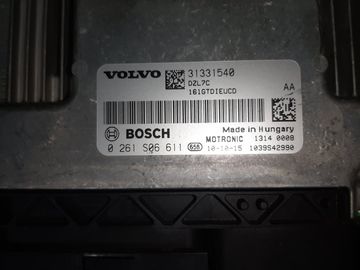 VOLVO 31331540
DZL7C
161GTDIEUCD
AA
BOSCH
Made in Hungary
MOTRONIC 1314 0008
0 261 S06 611 10-10-15 1039S42990